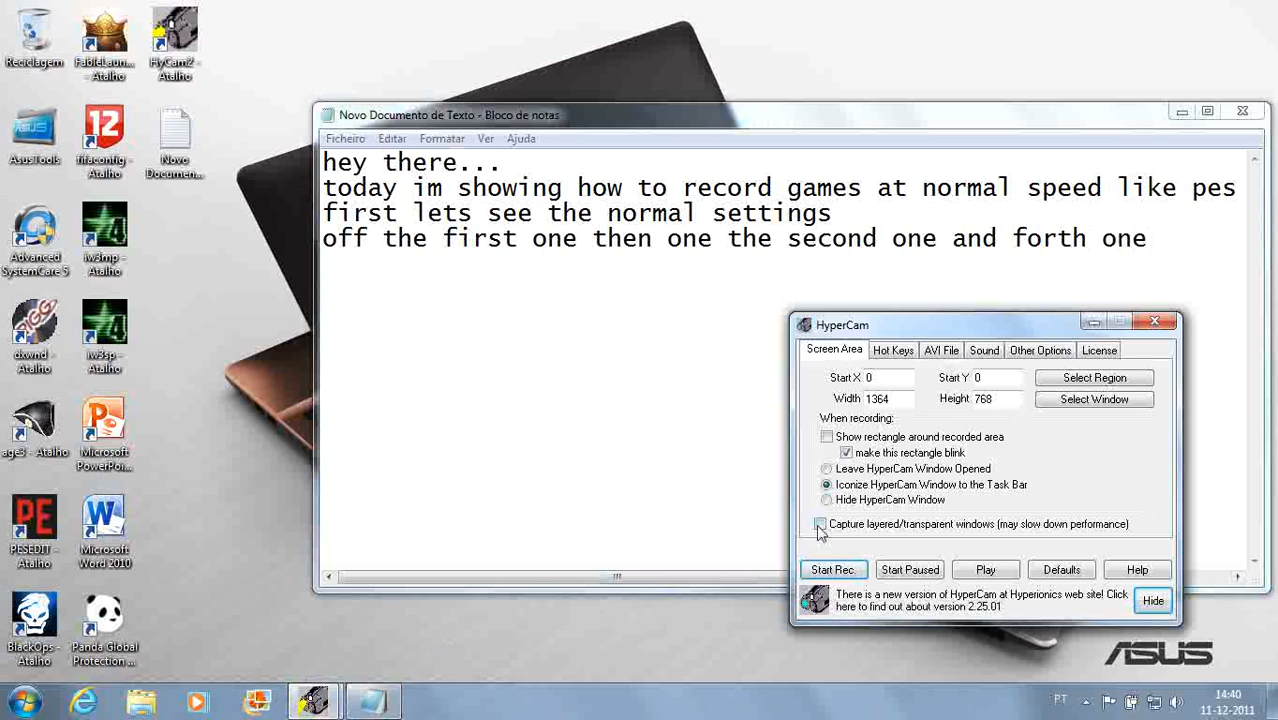 Reciclagem
FableLaun... - Atalho
HyCam2 - Atalho
ASUS
AsusTools
12
fifaconfig - Atalho
Novo Documen...
Advanced SystemCare 5
iw3mp - Atalho
dxwnd - Atalho
iw3sp - Atalho
age3 - Atalho
Microsoft PowerPoi...
PESEDIT - Atalho
Microsoft Word 2010
BlackOps - Atalho
Panda Global Protection ...
Novo Documento de Texto - Bloco de notas
Ficheiro Editar Formatar Ver Ajuda
hey there...
today im showing how to record games at normal speed like pes
first lets see the normal settings
off the first one then one the second one and forth one
HyperCam
Screen Area Hot Keys AVI File Sound Other Options License
Start X 0 Start Y 0 Select Region
Width 1364 Height 768 Select Window
When recording:
Show rectangle around recorded area
make this rectangle blink
Leave HyperCam Window Opened
Iconize HyperCam Window to the Task Bar
Hide HyperCam Window
Capture layered/transparent windows (may slow down performance)
Start Rec. Start Paused Play Defaults Help
There is a new version of HyperCam at Hyperionics web site! Click
here to find out about version 2.25.01
Hide
ASUS
PT
14:40
11-12-2011